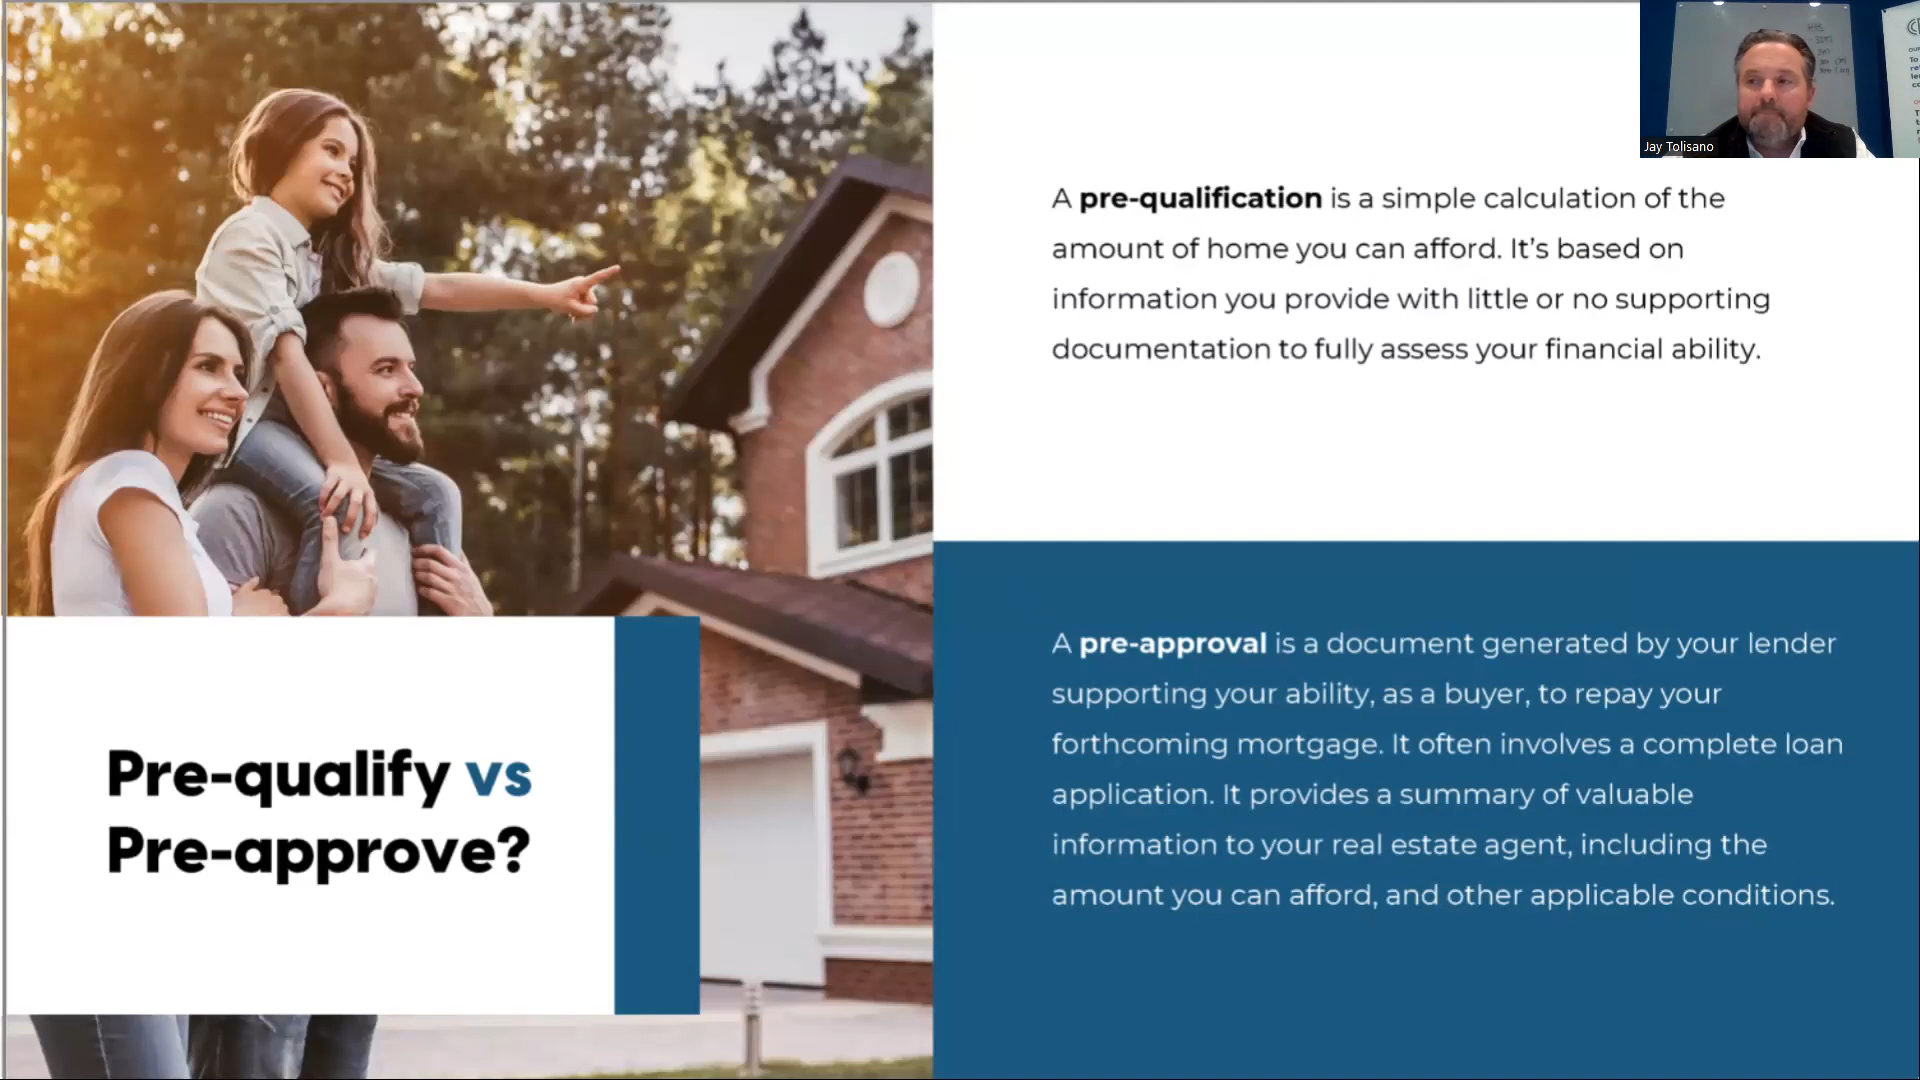 Pre-qualify vs
Pre-approve?
A pre-qualification is a simple calculation of the
amount of home you can afford. It’s based on
information you provide with little or no supporting
documentation to fully assess your financial ability.
A pre-approval is a document generated by your lender
supporting your ability, as a buyer, to repay your
forthcoming mortgage. It often involves a complete loan
application. It provides a summary of valuable
information to your real estate agent, including the
amount you can afford, and other applicable conditions.
Jay Tolisano